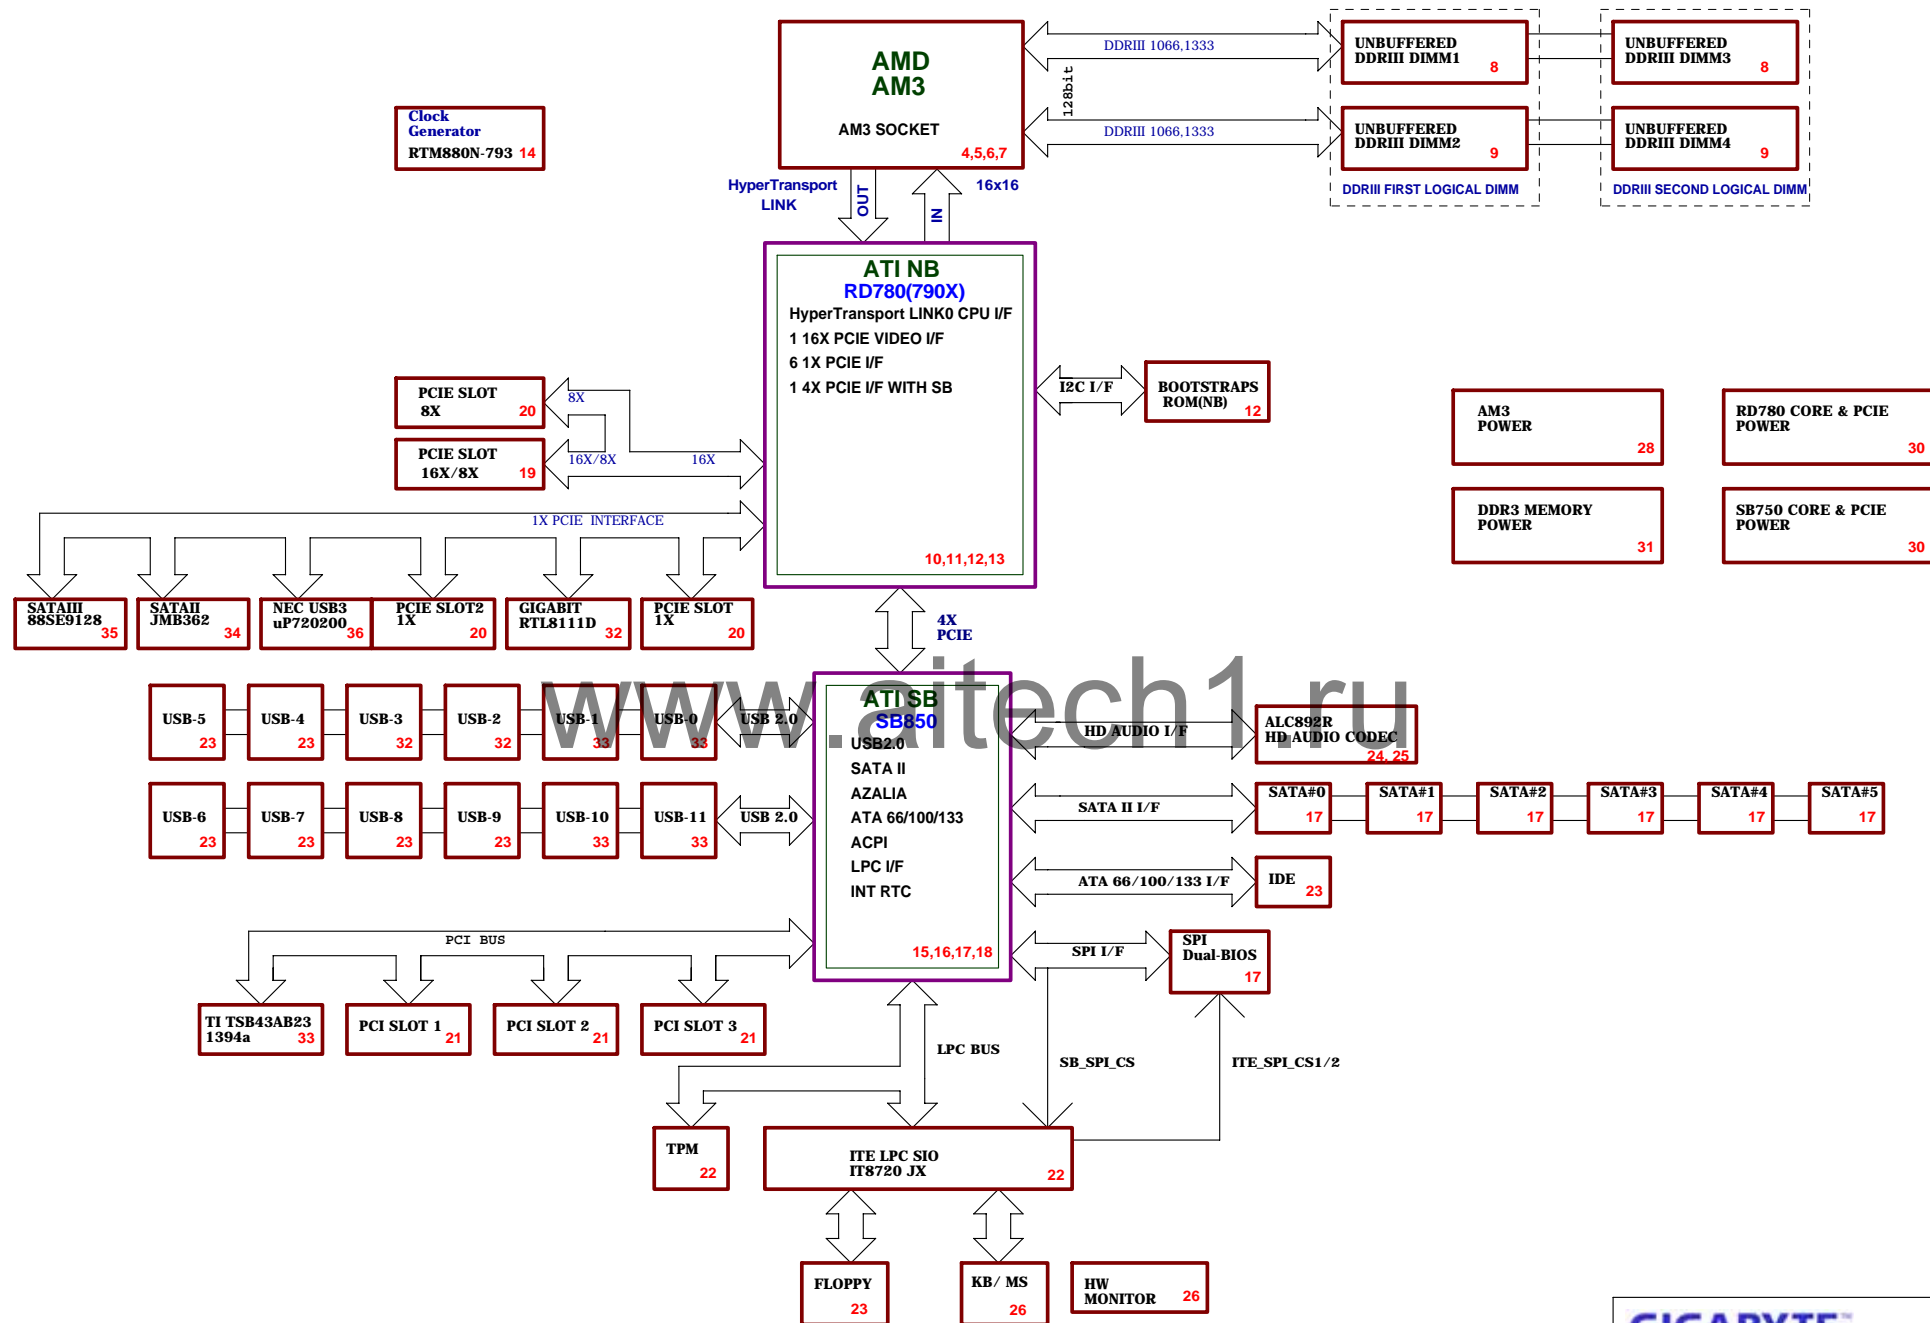 AMD
AM3
AM3 SOCKET
4,5,6,7
DDRIII 1066,1333
128bit
DDRIII 1066,1333
UNBUFFERED
DDRIII DIMM1
8
UNBUFFERED
DDRIII DIMM3
8
UNBUFFERED
DDRIII DIMM2
9
UNBUFFERED
DDRIII DIMM4
9
DDRIII FIRST LOGICAL DIMM
DDRIII SECOND LOGICAL DIMM
Clock
Generator
RTM880N-793 14
HyperTransport
LINK
OUT
IN
16x16
ATI NB
RD780(790X)
HyperTransport LINK0 CPU I/F
1 16X PCIE VIDEO I/F
6 1X PCIE I/F
1 4X PCIE I/F WITH SB
10,11,12,13
I2C I/F
BOOTSTRAPS
ROM(NB)
12
PCIE SLOT
8X
20
8X
PCIE SLOT
16X/8X
19
16X/8X
16X
1X PCIE INTERFACE
AM3
POWER
28
RD780 CORE & PCIE
POWER
30
DDR3 MEMORY
POWER
31
SB750 CORE & PCIE
POWER
30
SATAIII
88SE9128
35
SATAII
JMB362
34
NEC USB3
uP720200
36
PCIE SLOT2
1X
20
GIGABIT
RTL8111D
32
PCIE SLOT
1X
20
4X
PCIE
www.aitech1.ru
USB-5
23
USB-4
23
USB-3
32
USB-2
32
USB-1
33
USB-0
33
USB 2.0
USB-6
23
USB-7
23
USB-8
23
USB-9
23
USB-10
33
USB-11
33
USB 2.0
ATI SB
SB850
USB2.0
SATA II
AZALIA
ATA 66/100/133
ACPI
LPC I/F
INT RTC
15,16,17,18
HD AUDIO I/F
ALC892R
HD AUDIO CODEC
24, 25
SATA II I/F
SATA#0
17
SATA#1
17
SATA#2
17
SATA#3
17
SATA#4
17
SATA#5
17
ATA 66/100/133 I/F
IDE
23
SPI I/F
SPI
Dual-BIOS
17
PCI BUS
TI TSB43AB23
1394a
33
PCI SLOT 1
21
PCI SLOT 2
21
PCI SLOT 3
21
LPC BUS
SB_SPI_CS
ITE_SPI_CS1/2
TPM
22
ITE LPC SIO
IT8720 JX
22
FLOPPY
23
KB/ MS
26
HW
MONITOR
26
GIGABYTE